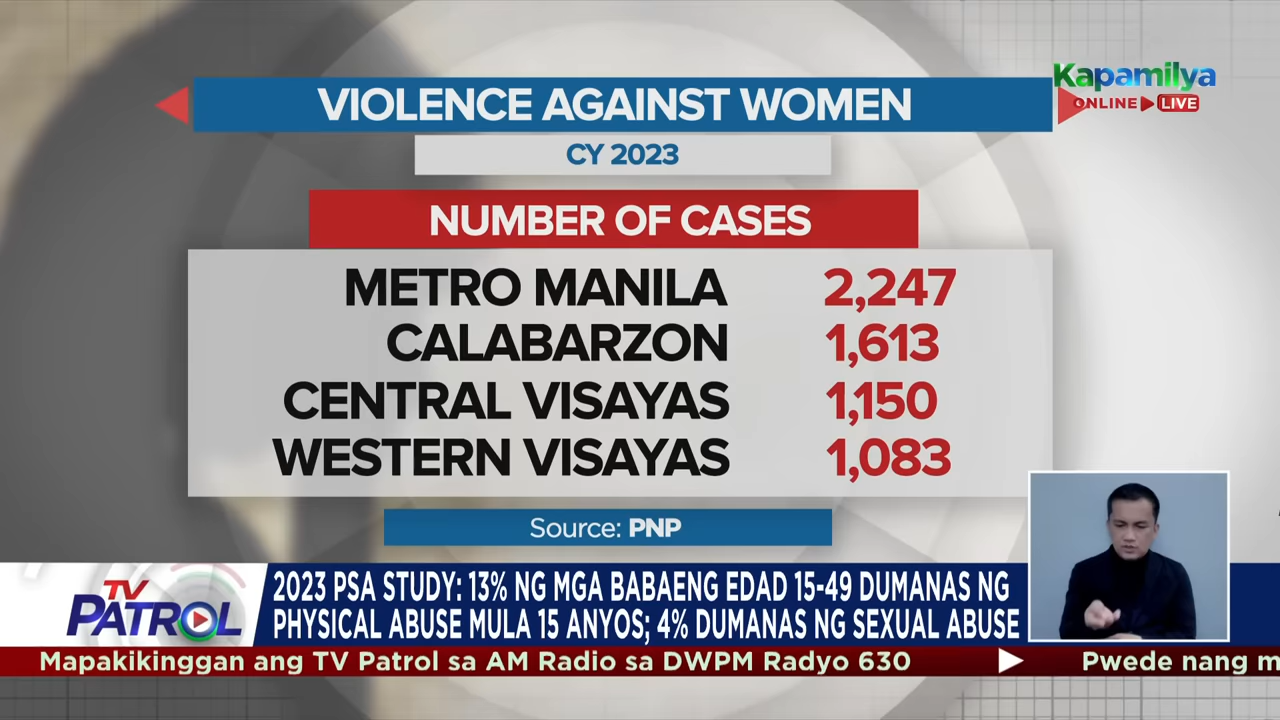 Kapamilya
ONLINE LIVE
VIOLENCE AGAINST WOMEN
CY 2023
NUMBER OF CASES
METRO MANILA 2,247
CALABARZON 1,613
CENTRAL VISAYAS 1,150
WESTERN VISAYAS 1,083
Source: PNP
TV PATROL
2023 PSA STUDY: 13% NG MGA BABAENG EDAD 15-49 DUMANAS NG
PHYSICAL ABUSE MULA 15 ANYOS; 4% DUMANAS NG SEXUAL ABUSE
Mapakikinggan ang TV Patrol sa AM Radio sa DWPM Radyo 630 Pwede nang m